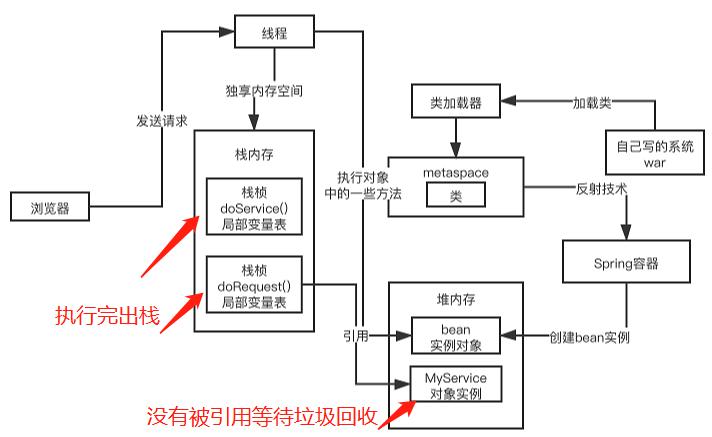 线程
独享内存空间
发送请求
类加载器
加载类
自己写的系统
war
栈内存
栈桢
doService()
局部变量表
执行对象
中的一些方法
metaspace
类
反射技术
浏览器
栈桢
doRequest()
局部变量表
Spring容器
执行完出栈
堆内存
引用
bean
实例对象
创建bean实例
MyService
对象实例
没有被引用等待垃圾回收